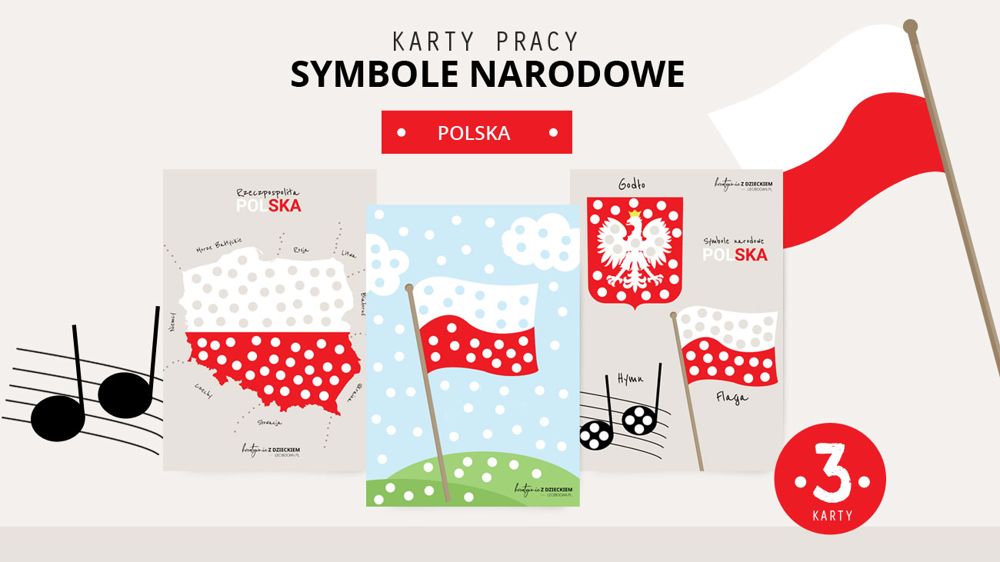 KARTY PRACY
SYMBOLE NARODOWE
POLSKA
Rzeczpospolita
POLSKA
Morze Bałtyckie
Rosja
Litwa
Białoruś
Niemcy
Czechy
Słowacja
Ukraina
kreatywnie Z DZIECKIEM
LECIBOCIAN.PL
kreatywnie Z DZIECKIEM
LECIBOCIAN.PL
Godło
kreatywnie Z DZIECKIEM
LECIBOCIAN.PL
Symbole narodowe
POLSKA
Hymn
Flaga
3
KARTY